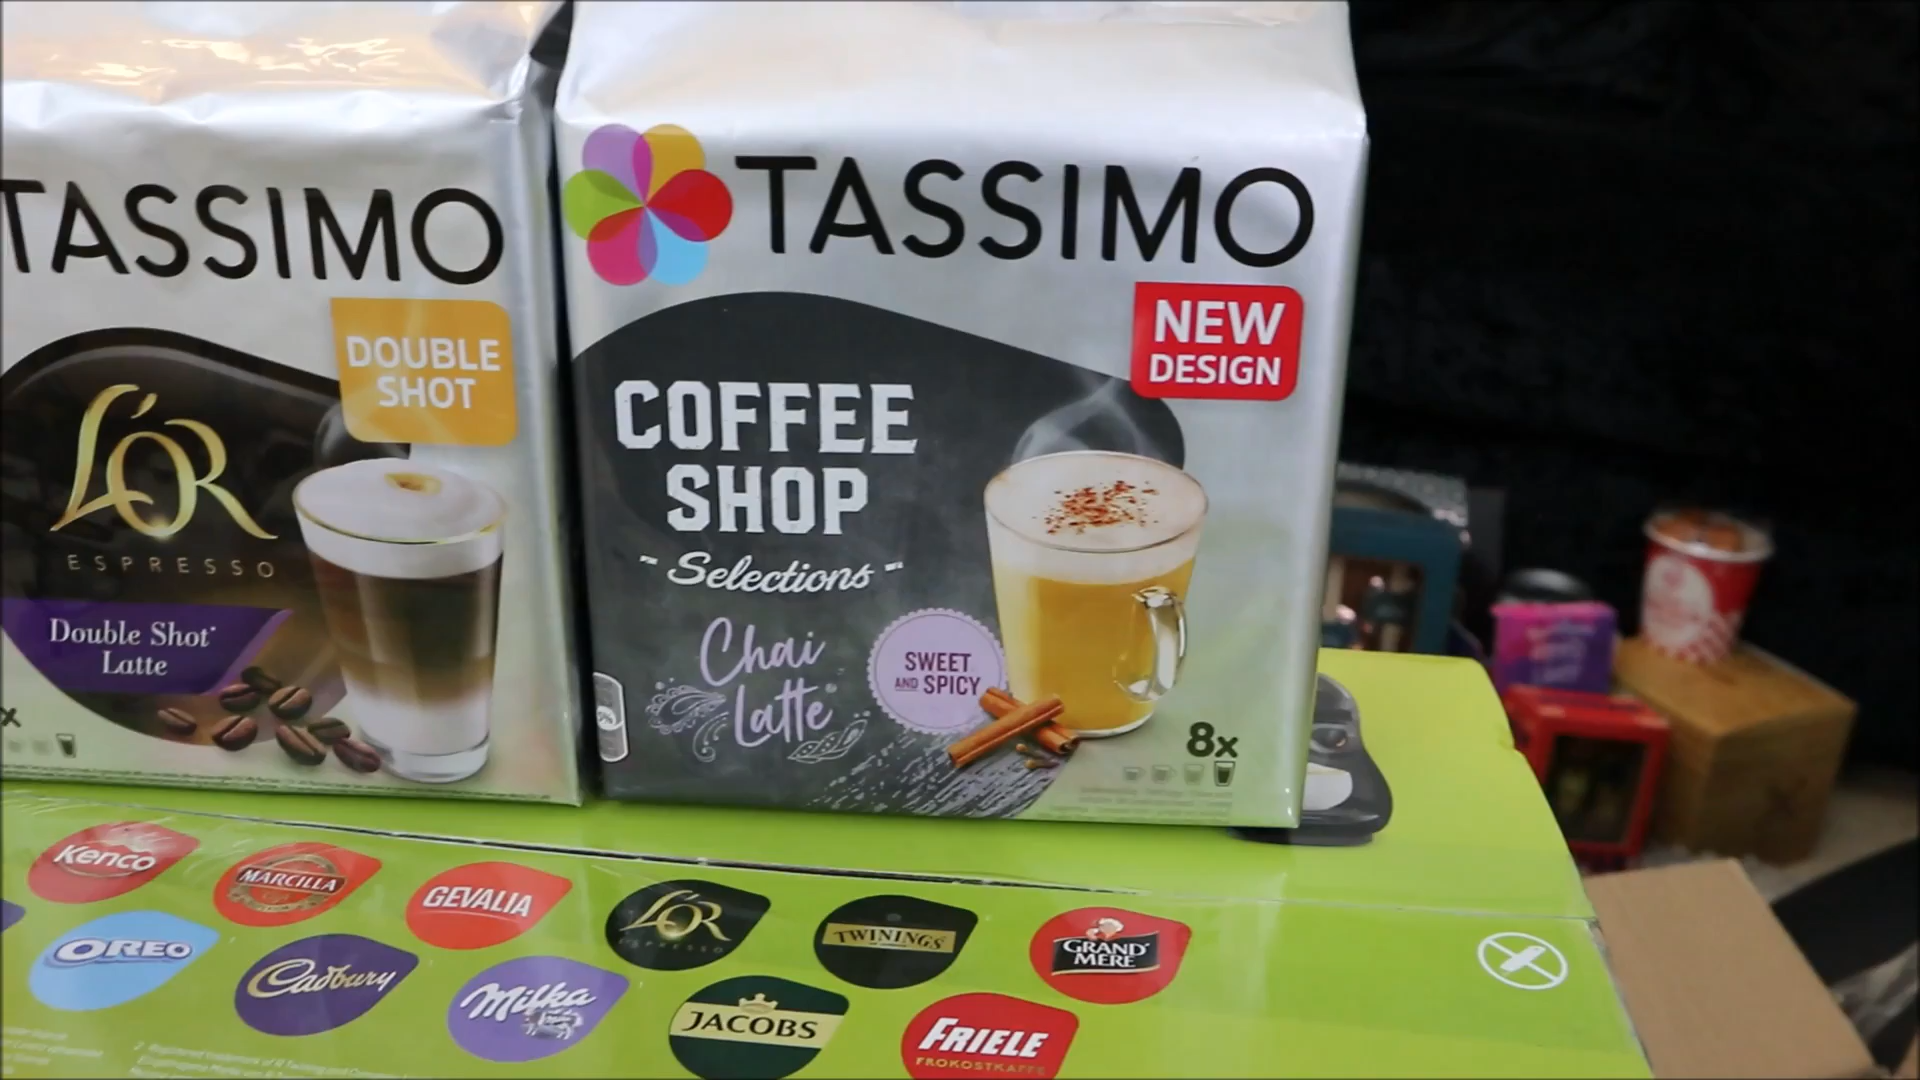 TASSIMO
DOUBLE
SHOT
L'OR
ESPRESSO
Double Shot*
Latte
x
TASSIMO
NEW
DESIGN
COFFEE
SHOP
~ Selections ~
Chai
Latte
SWEET
AND SPICY
8x
Kenco
MARCILLA
GEVALIA
L'OR
ESPRESSO
TWININGS
GRAND'
MERE
OREO
Cadbury
Milka
JACOBS
FRIELE
FROKOSTKAFFE